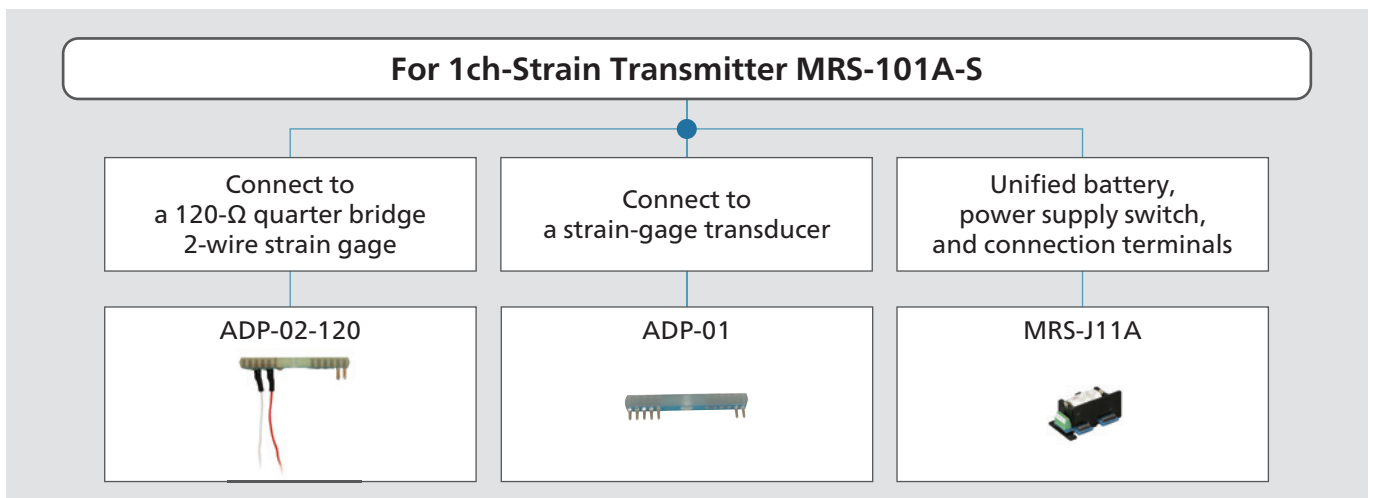 For 1ch-Strain Transmitter MRS-101A-S
Connect to
a 120-Ω quarter bridge
2-wire strain gage
Connect to
a strain-gage transducer
Unified battery,
power supply switch,
and connection terminals
ADP-02-120
ADP-01
MRS-J11A